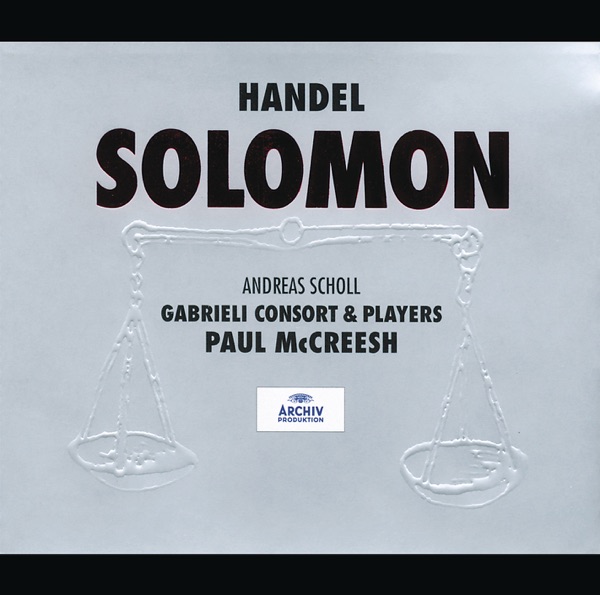 HANDEL
SOLOMON
ANDREAS SCHOLL
GABRIELI CONSORT & PLAYERS
PAUL McCREESH
ARCHIV
PRODUKTION